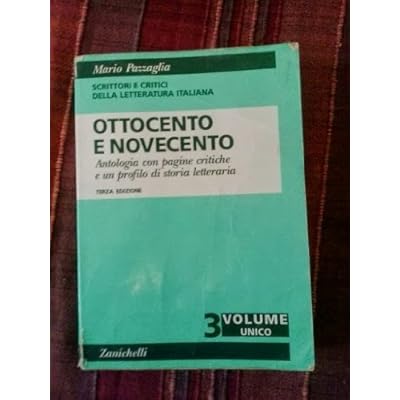 Mario Pazzaglia
SCRITTORI E CRITICI
DELLA LETTERATURA ITALIANA
OTTOCENTO
E NOVECENTO
Antologia con pagine critiche
e un profilo di storia letteraria
TERZA EDIZIONE
3 VOLUME
UNICO
Zanichelli